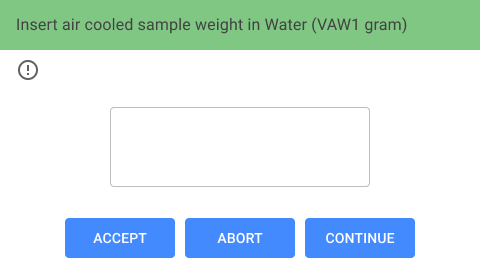 Insert air cooled sample weight in Water (VAW1 gram)
ACCEPT
ABORT
CONTINUE